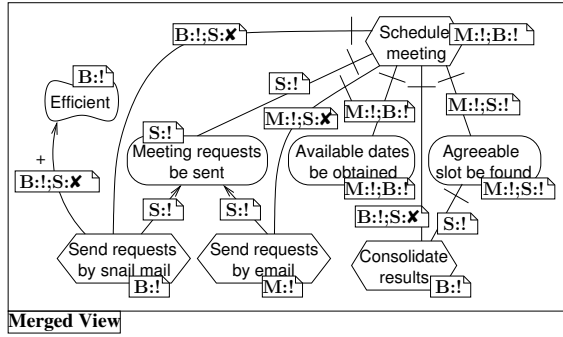 B:!;S:✘
Schedule
meeting
M:!;B:!
B:!
Efficient
S:!
M:!;S:✘
M:!;B:!
M:!;S:!
S:!
Meeting requests
be sent
Available dates
be obtained
M:!;B:!
Agreeable
slot be found
M:!;S:!
+
B:!;S:✘
S:!
S:!
B:!;S:✘
S:!
Send requests
by snail mail
B:!
Send requests
by email
M:!
Consolidate
results
B:!
Merged View